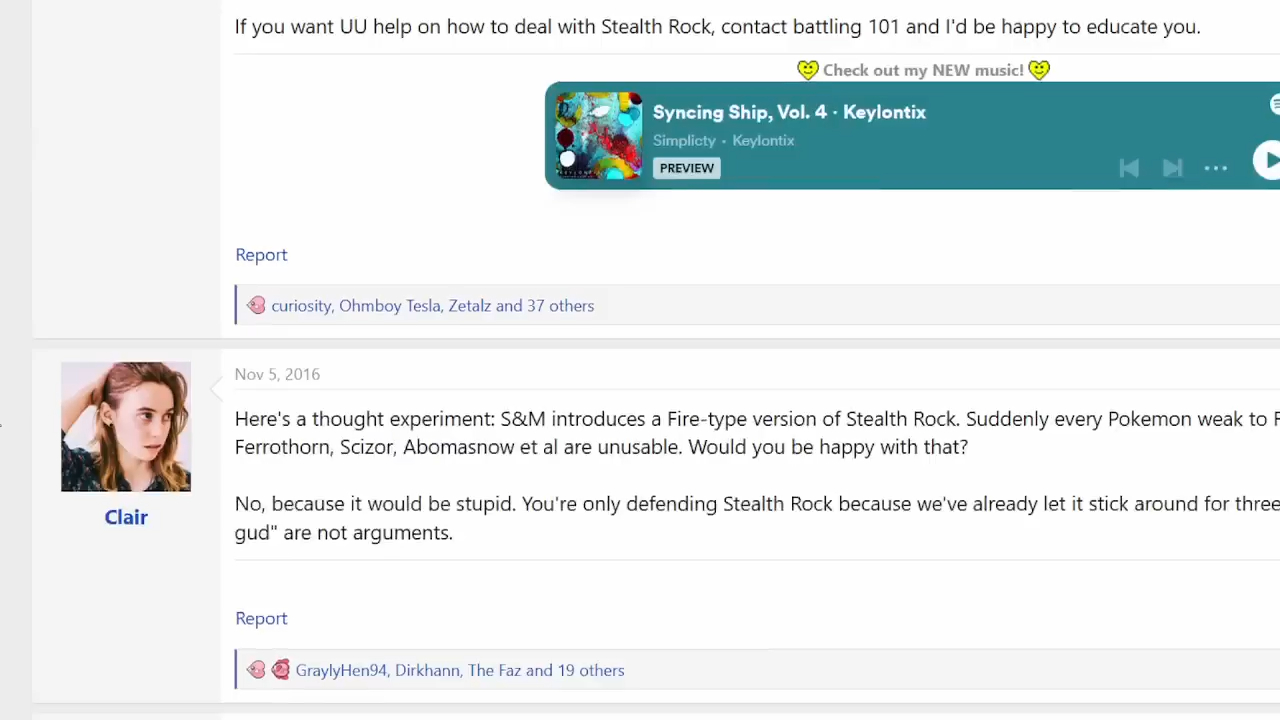 If you want UU help on how to deal with Stealth Rock, contact battling 101 and I'd be happy to educate you.
Check out my NEW music!
Syncing Ship, Vol. 4 · Keylontix
Simplicty • Keylontix
PREVIEW
Report
curiosity, Ohmboy Tesla, Zetalz and 37 others
Nov 5, 2016
Here's a thought experiment: S&M introduces a Fire-type version of Stealth Rock. Suddenly every Pokemon weak to
Ferrothorn, Scizor, Abomasnow et al are unusable. Would you be happy with that?
Clair
No, because it would be stupid. You're only defending Stealth Rock because we've already let it stick around for three
gud" are not arguments.
Report
GraylyHen94, Dirkhann, The Faz and 19 others